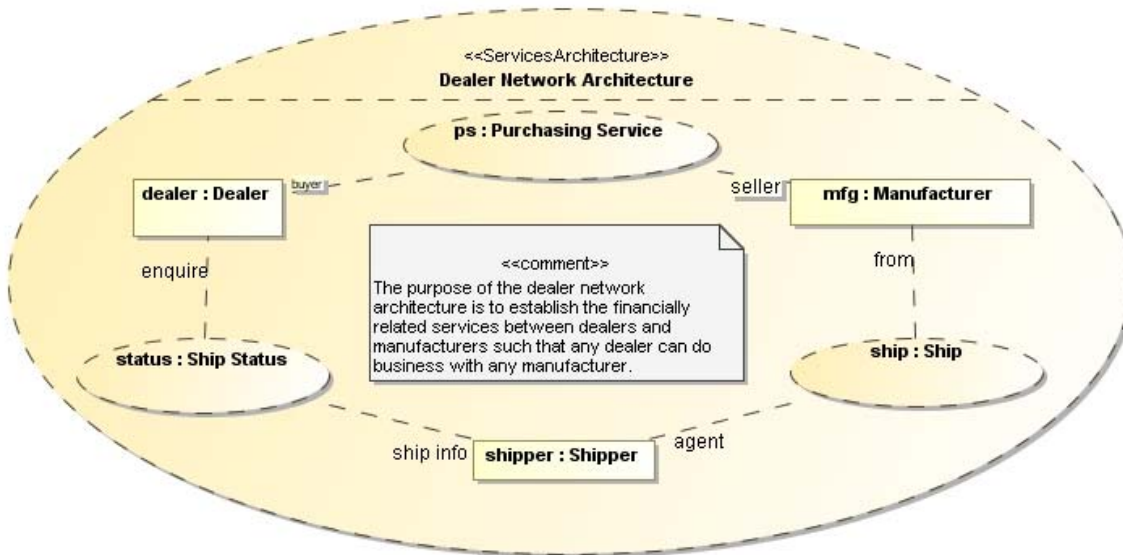 <<ServicesArchitecture>>
Dealer Network Architecture
ps : Purchasing Service
dealer : Dealer
buyer
seller
mfg : Manufacturer
enquire
from
<<comment>>
The purpose of the dealer network
architecture is to establish the financially
related services between dealers and
manufacturers such that any dealer can do
business with any manufacturer.
status : Ship Status
ship : Ship
ship info
shipper : Shipper
agent